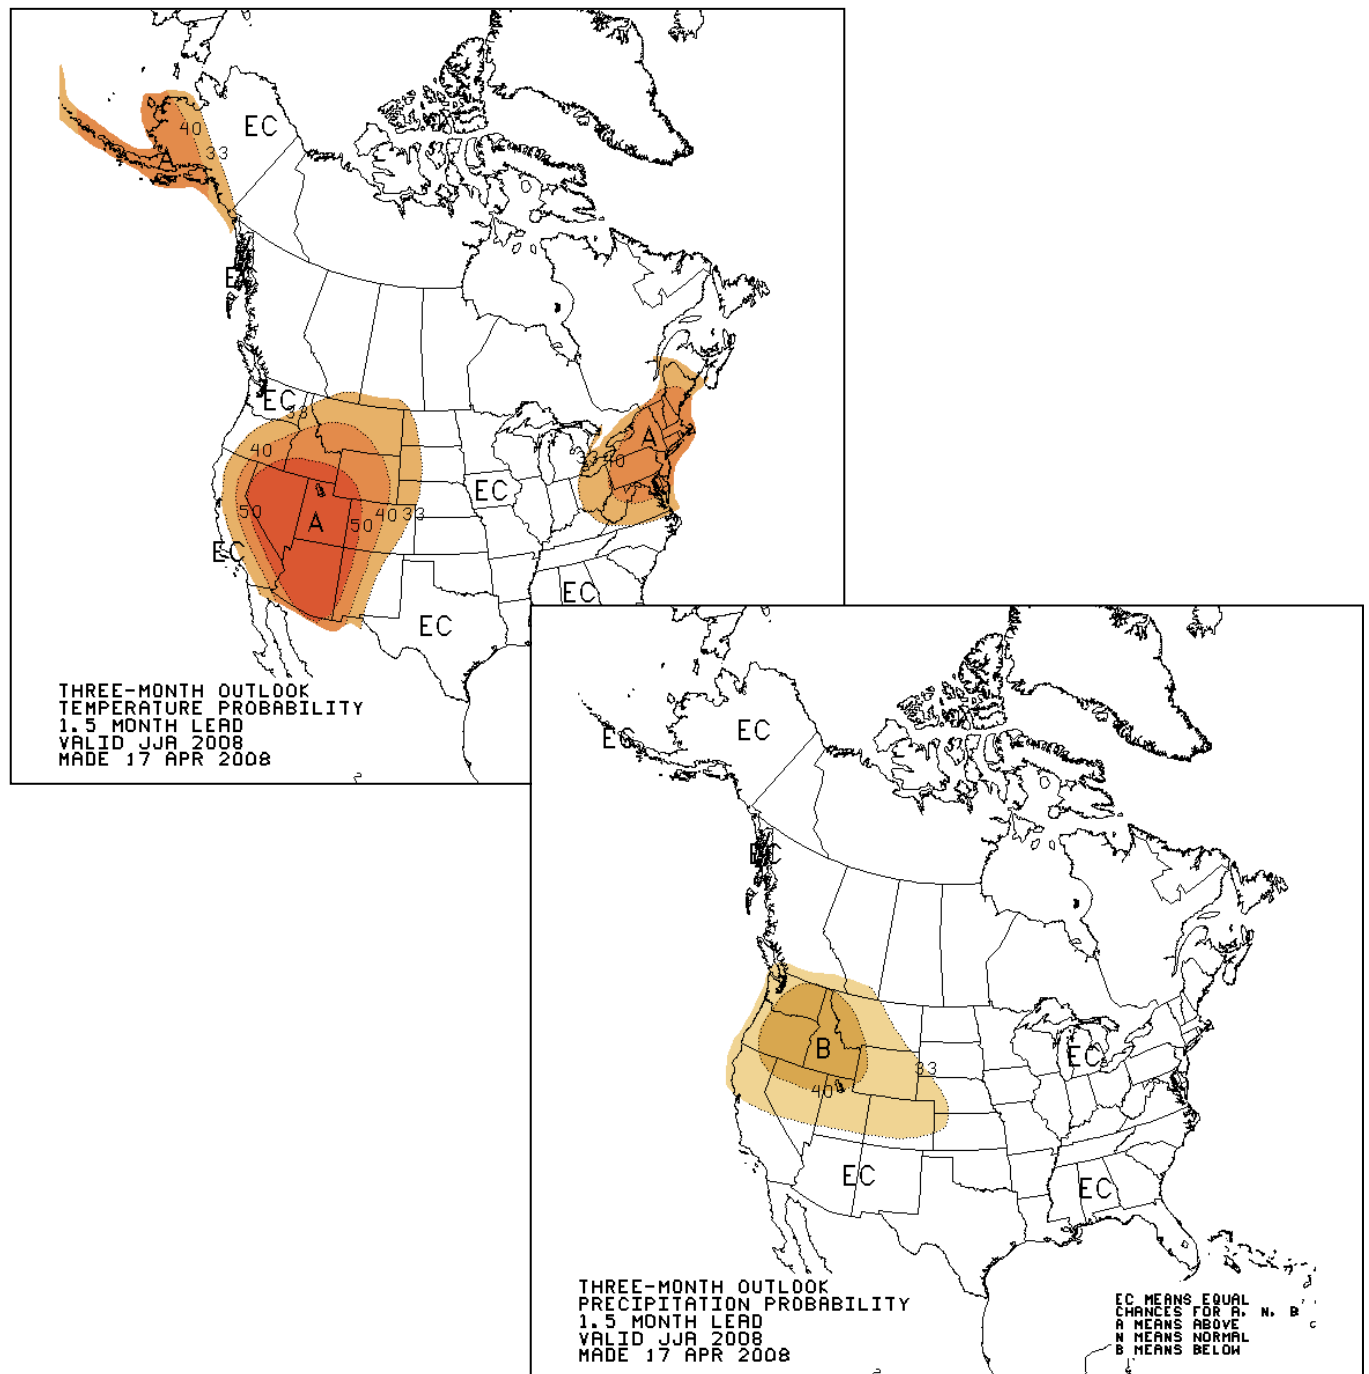 EC
40
33
A
E
EC
33
40
A
33 40
EC
50
A
50
40 33
EC
EC
EC
THREE-MONTH OUTLOOK
TEMPERATURE PROBABILITY
1.5 MONTH LEAD
VALID JJA 2008
MADE 17 APR 2008
EC
EC
EC
B
EC
33
40
EC
EC
THREE-MONTH OUTLOOK
PRECIPITATION PROBABILITY
1.5 MONTH LEAD
VALID JJA 2008
MADE 17 APR 2008
EC MEANS EQUAL
CHANCES FOR A, N, B
A MEANS ABOVE
N MEANS NORMAL
B MEANS BELOW